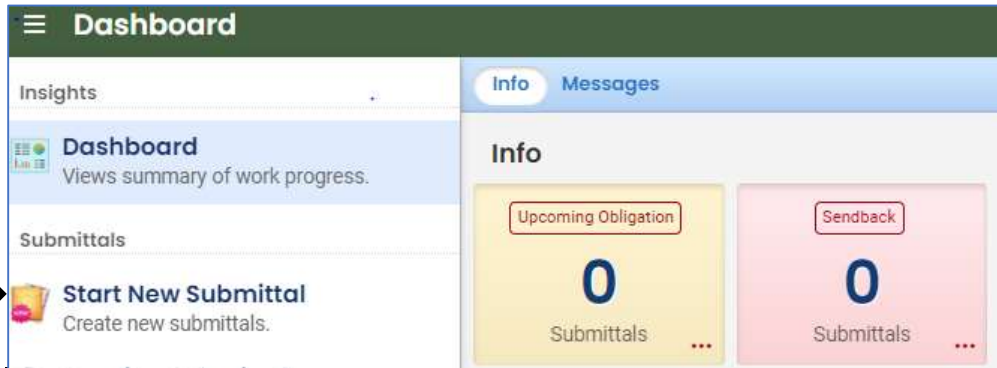 Dashboard
Insights
Dashboard
Views summary of work progress.
Submittals
Start New Submittal
Create new submittals.
Info Messages
Info
Upcoming Obligation
0
Submittals
Sendback
0
Submittals